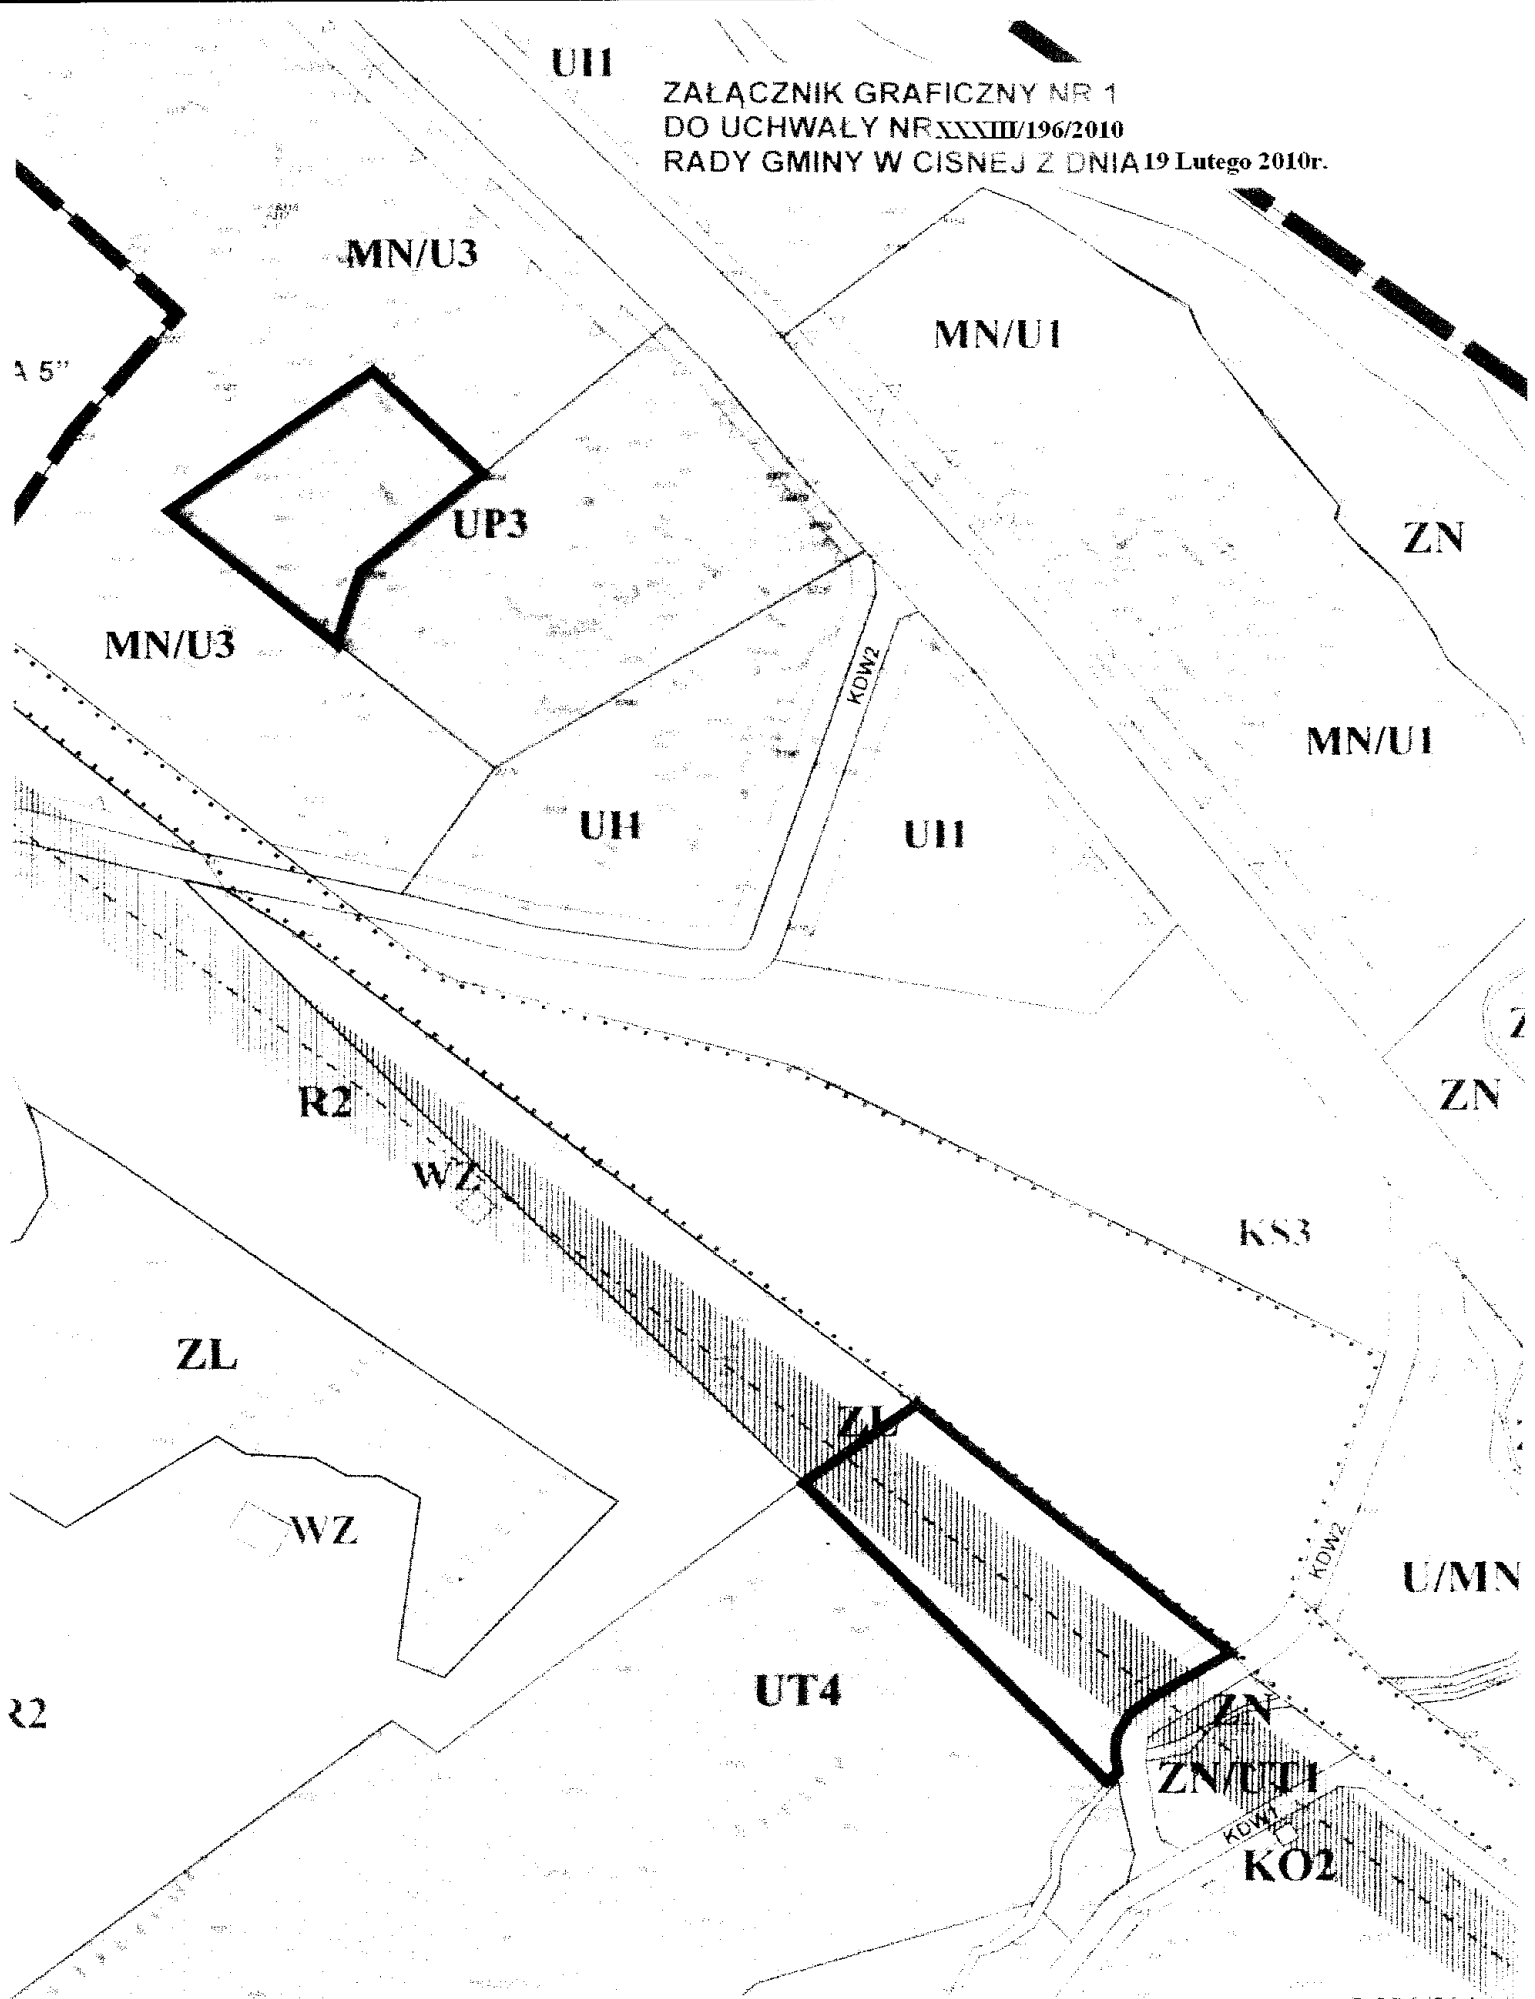 UI1
ZAŁĄCZNIK GRAFICZNY NR 1
DO UCHWAŁY NR XXXIII/196/2010
RADY GMINY W CISNEJ Z DNIA 19 Lutego 2010r.
MN/U3
MN/U1
A 5”
UP3
ZN
MN/U3
KDW2
MN/U1
UI1
UI1
ZN
R2
WZ
KS3
ZL
ZL
WZ
KDW2
U/MN
UT4
R2
ZN
ZN/UT1
KDW1
KO2